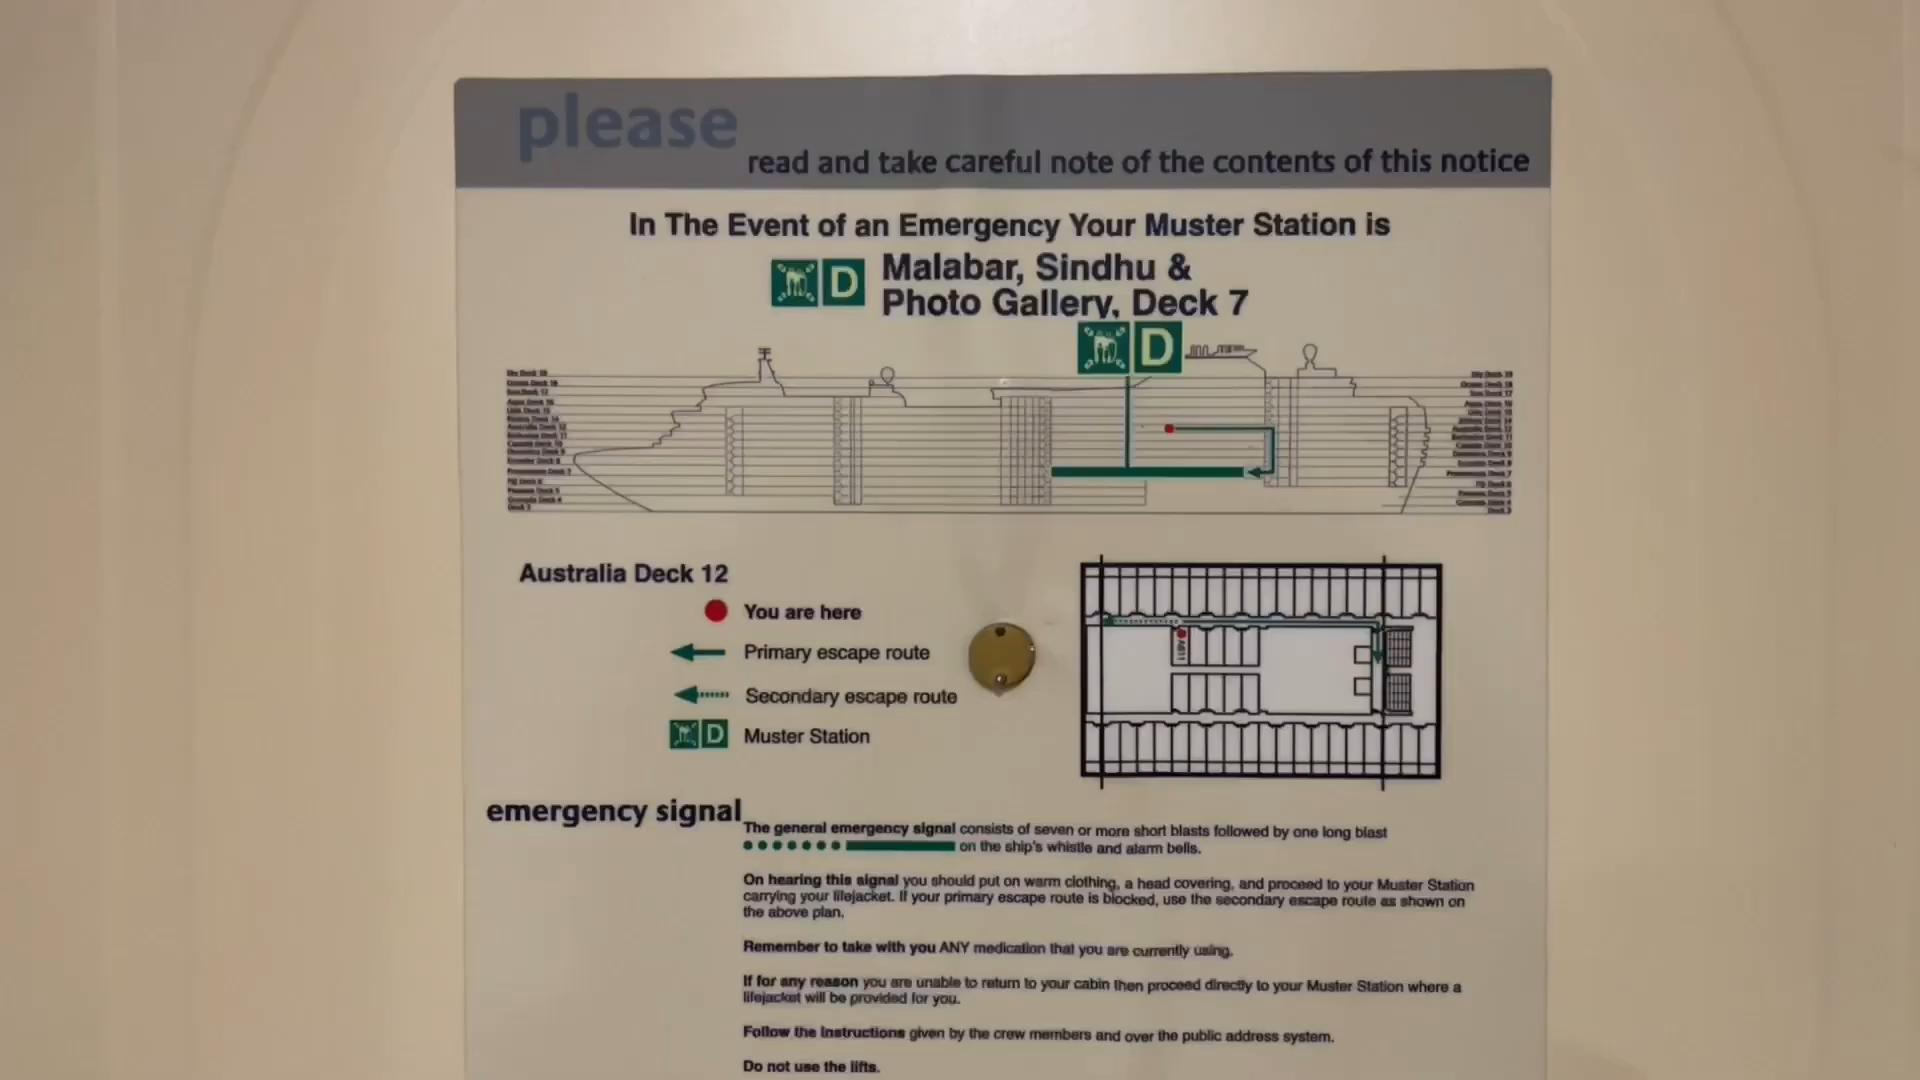 please
read and take careful note of the contents of this notice
In The Event of an Emergency Your Muster Station is
D
Malabar, Sindhu &
Photo Gallery, Deck 7
D
Australia Deck 12
You are here
Primary escape route
Secondary escape route
D
Muster Station
emergency signal
The general emergency signal consists of seven or more short blasts followed by one long blast
on the ship's whistle and alarm bells.
On hearing this signal you should put on warm clothing, a head covering, and proceed to your Muster Station
carrying your lifejacket. If your primary escape route is blocked, use the secondary escape route as shown on
the above plan.
Remember to take with you ANY medication that you are currently using.
If for any reason you are unable to return to your cabin then proceed directly to your Muster Station where a
lifejacket will be provided for you.
Follow the Instructions given by the crew members and over the public address system.
Do not use the lifts.